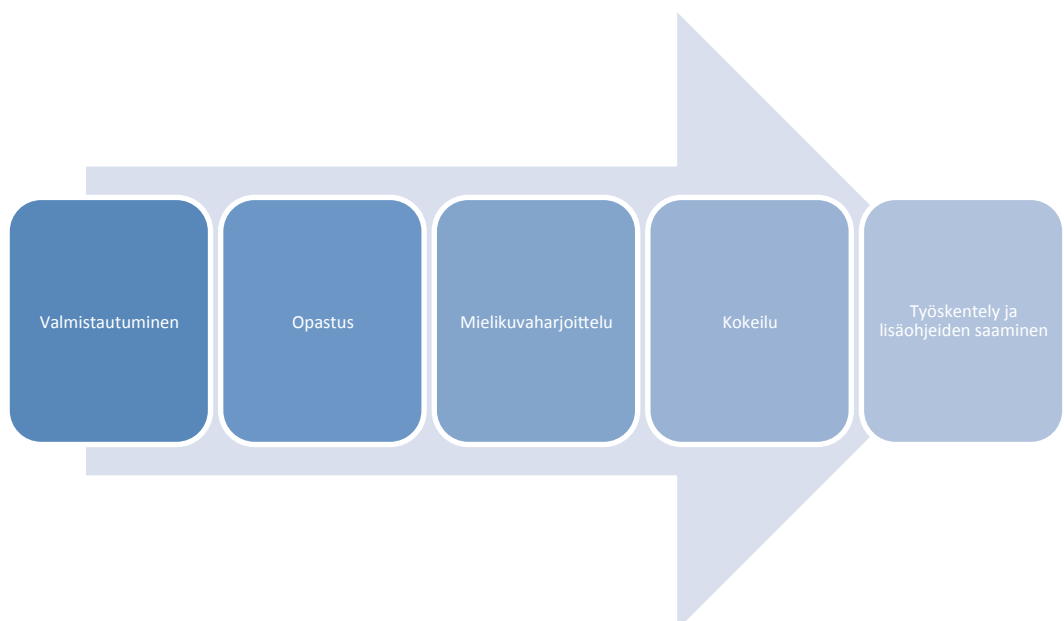 Valmistautuminen
Opastus
Mielikuvaharjoittelu
Kokeilu
Työskentely ja
lisäohjeiden saaminen